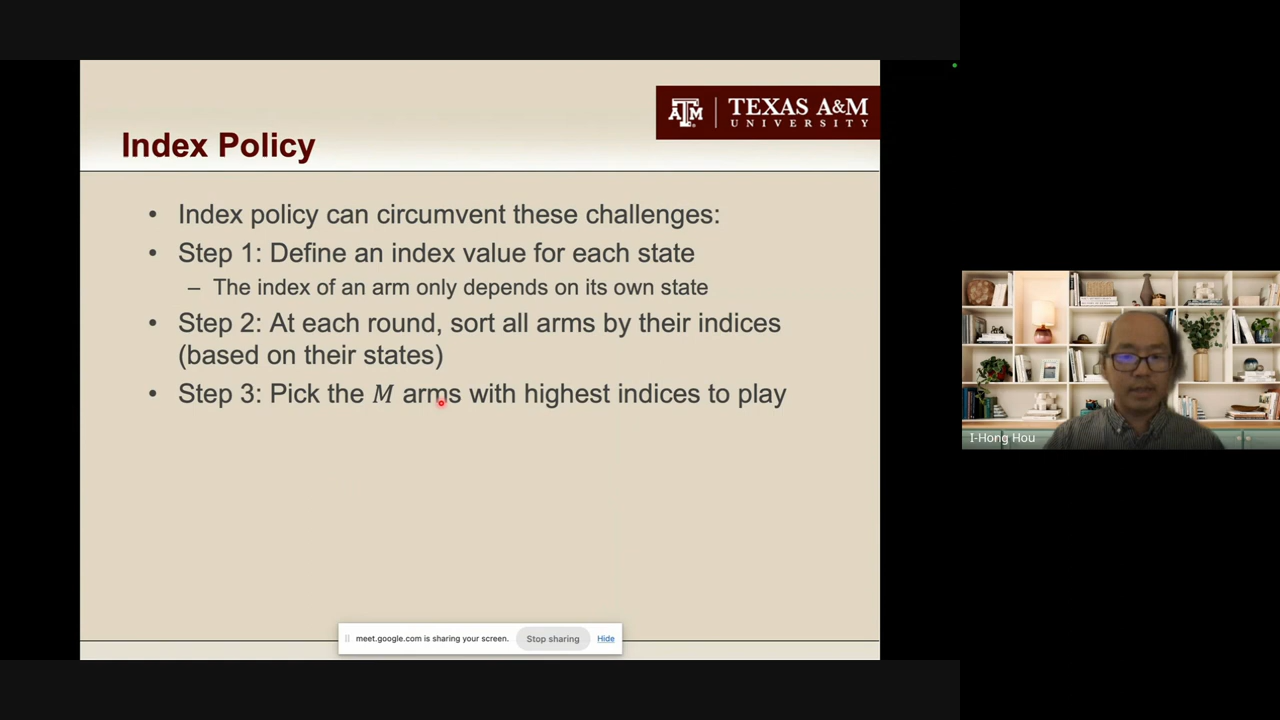 TEXAS A&M
UNIVERSITY
Index Policy
• Index policy can circumvent these challenges:
• Step 1: Define an index value for each state
– The index of an arm only depends on its own state
• Step 2: At each round, sort all arms by their indices
(based on their states)
• Step 3: Pick the M arms with highest indices to play
I-Hong Hou
meet.google.com is sharing your screen. Stop sharing Hide